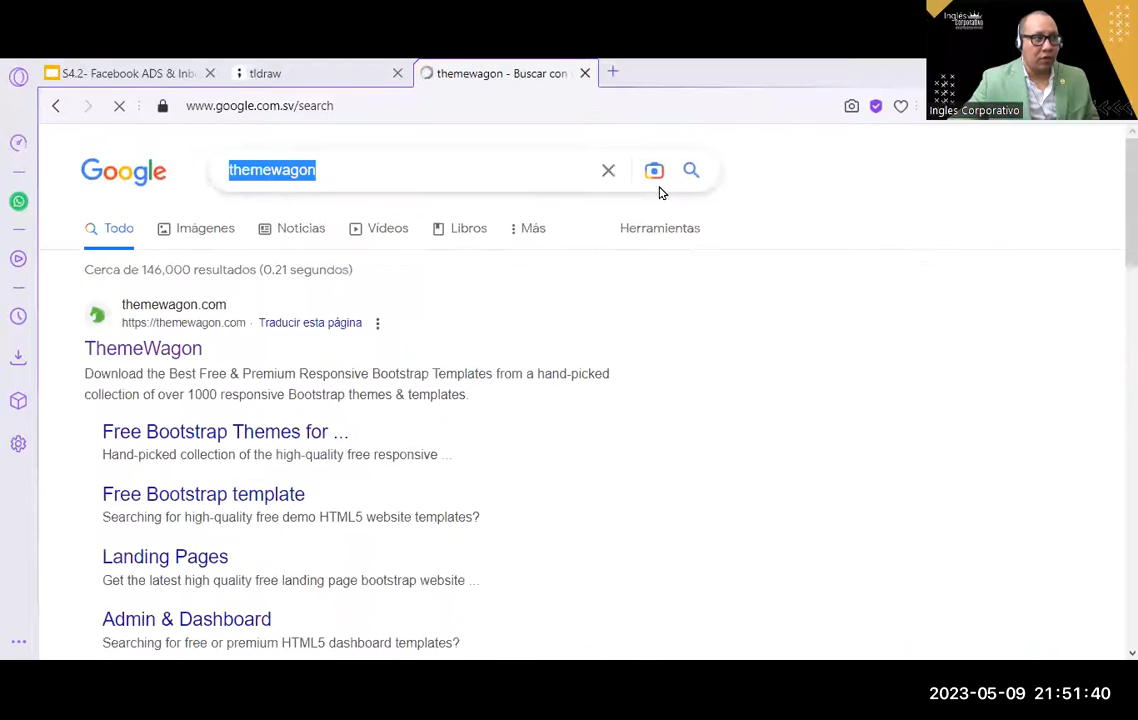 S4.2- Facebook ADS & Inb
tldraw
themewagon - Buscar con
www.google.com.sv/search
Inglés
corporativo
Ingles Corporativo
Google
themewagon
Todo
Imágenes
Noticias
Vídeos
Libros
Más
Herramientas
Cerca de 146,000 resultados (0.21 segundos)
themewagon.com
https://themewagon.com · Traducir esta página
ThemeWagon
Download the Best Free & Premium Responsive Bootstrap Templates from a hand-picked
collection of over 1000 responsive Bootstrap themes & templates.
Free Bootstrap Themes for ...
Hand-picked collection of the high-quality free responsive ...
Free Bootstrap template
Searching for high-quality free demo HTML5 website templates?
Landing Pages
Get the latest high quality free landing page bootstrap website ...
Admin & Dashboard
Searching for free or premium HTML5 dashboard templates?
2023-05-09 21:51:40